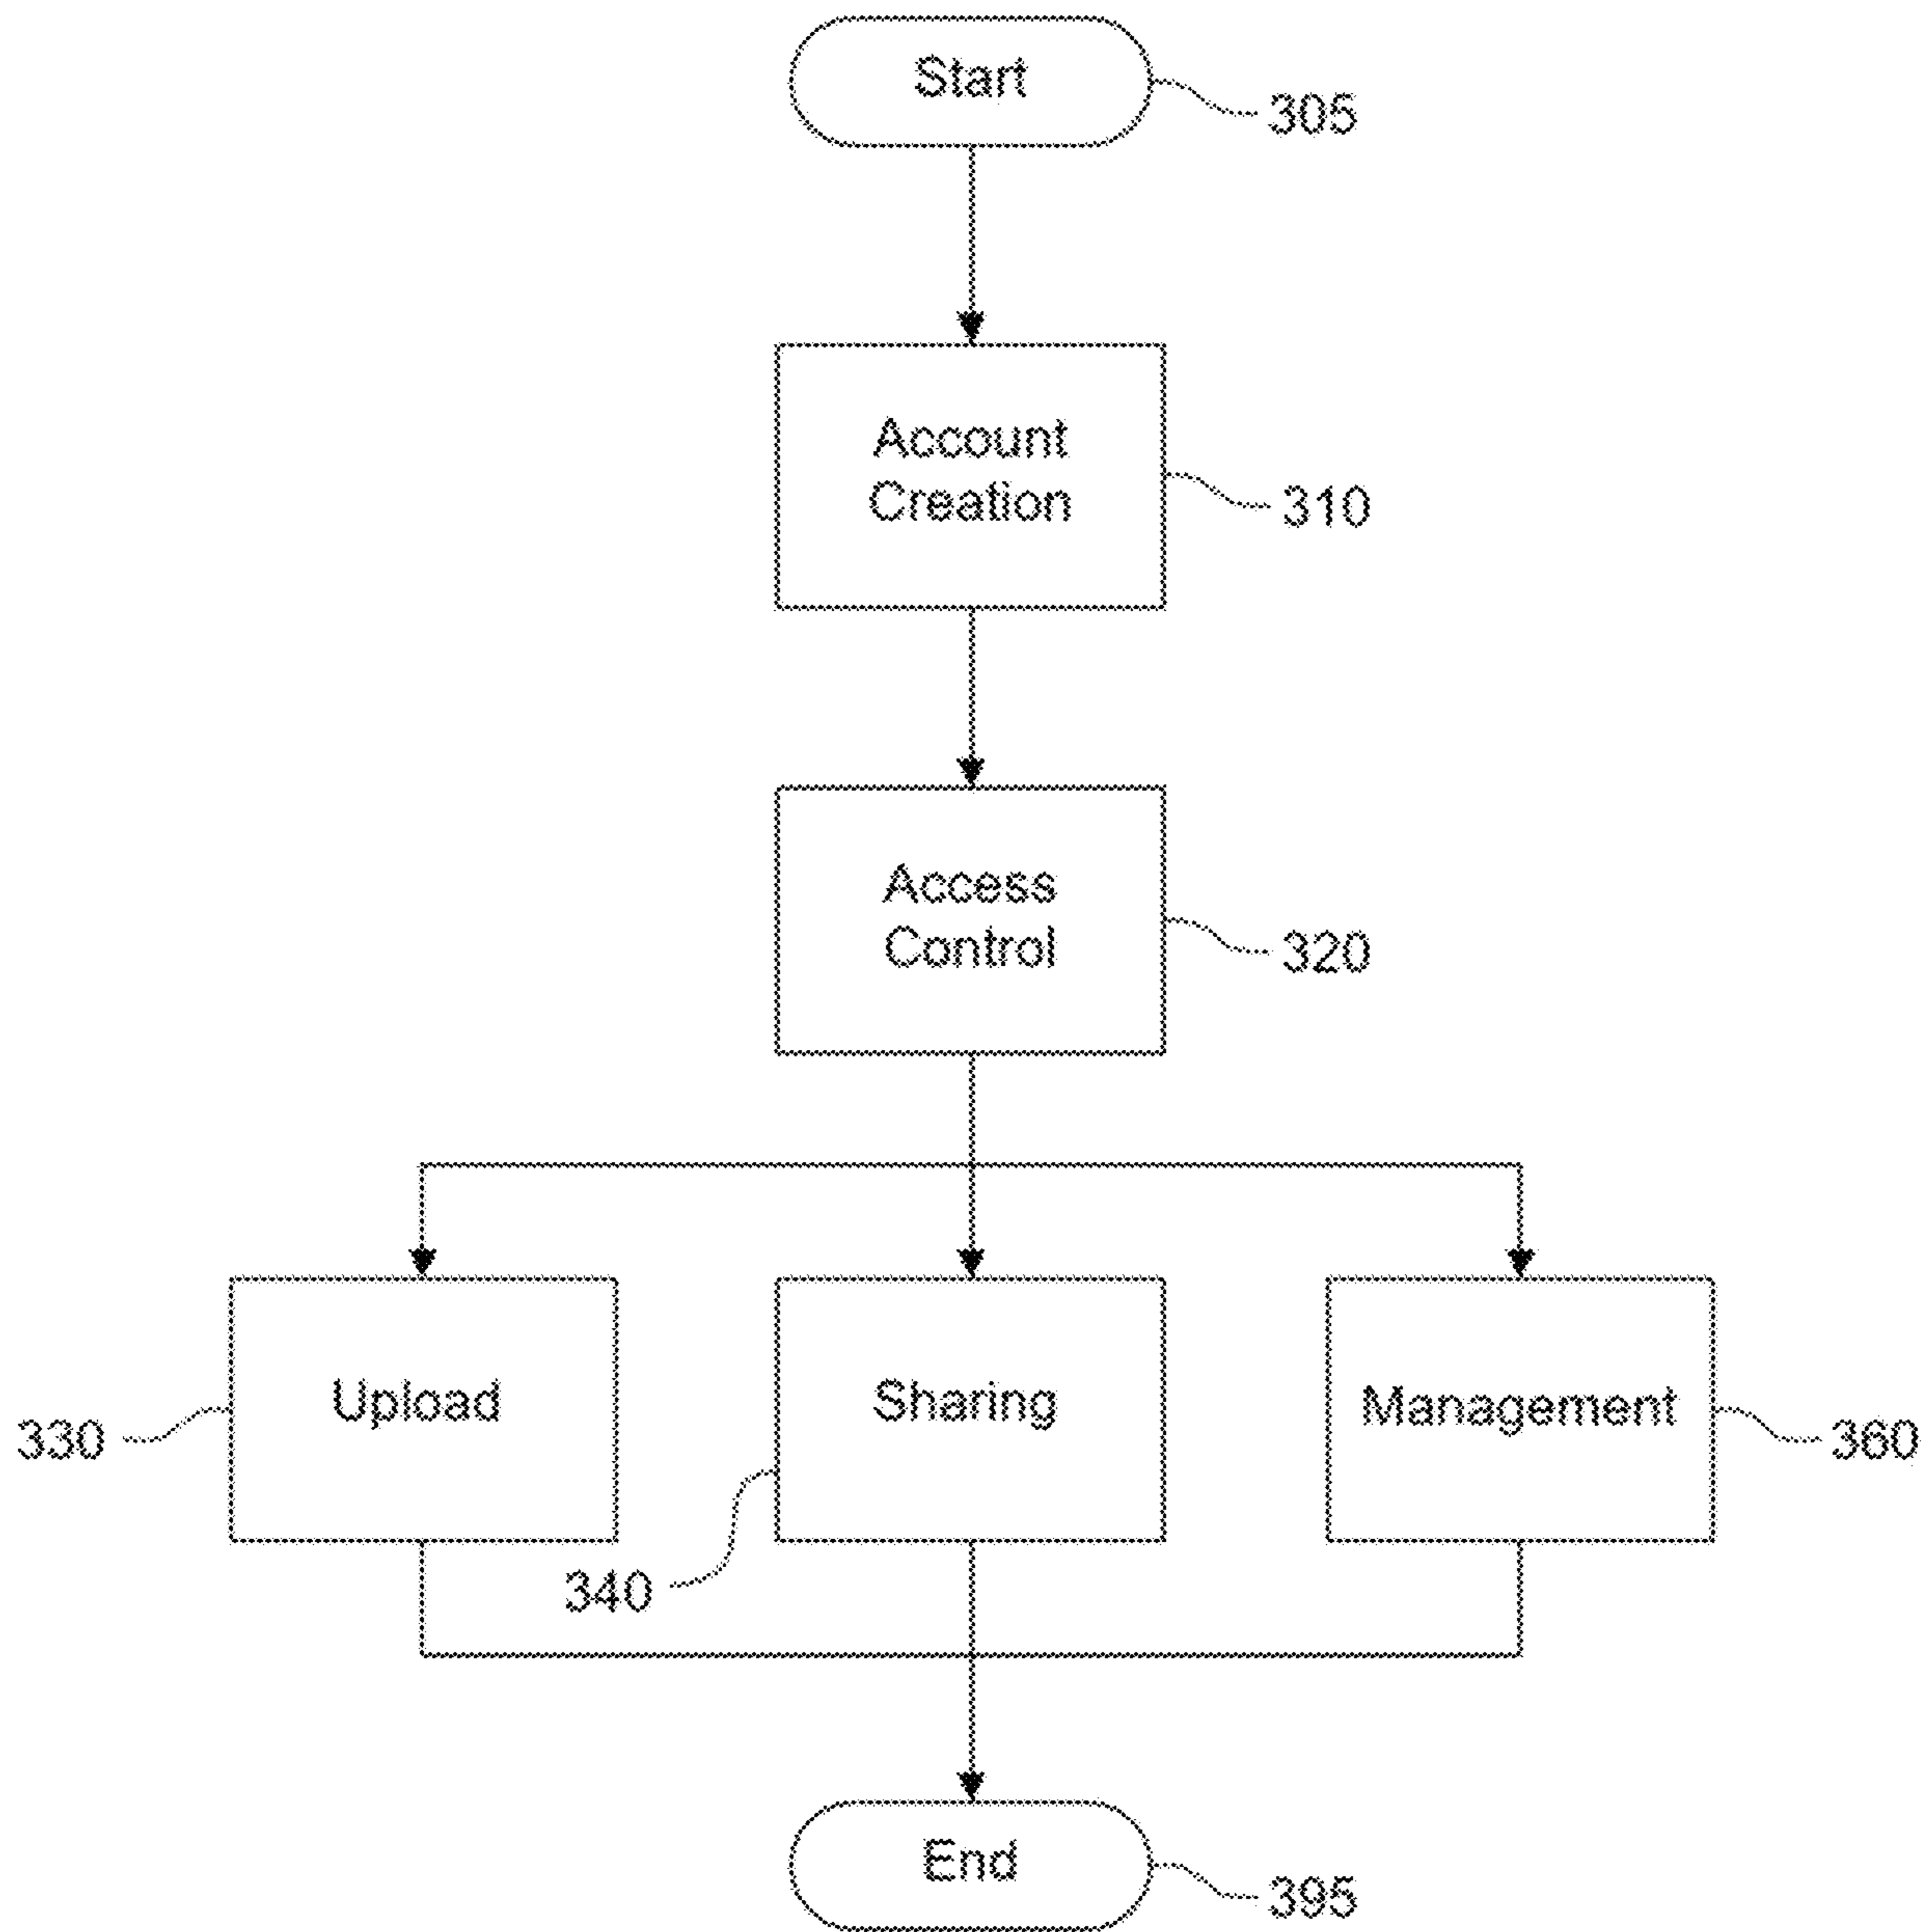 Start
305
Account
Creation
310
Access
Control
320
Upload
Sharing
Management
330
360
340
End
395